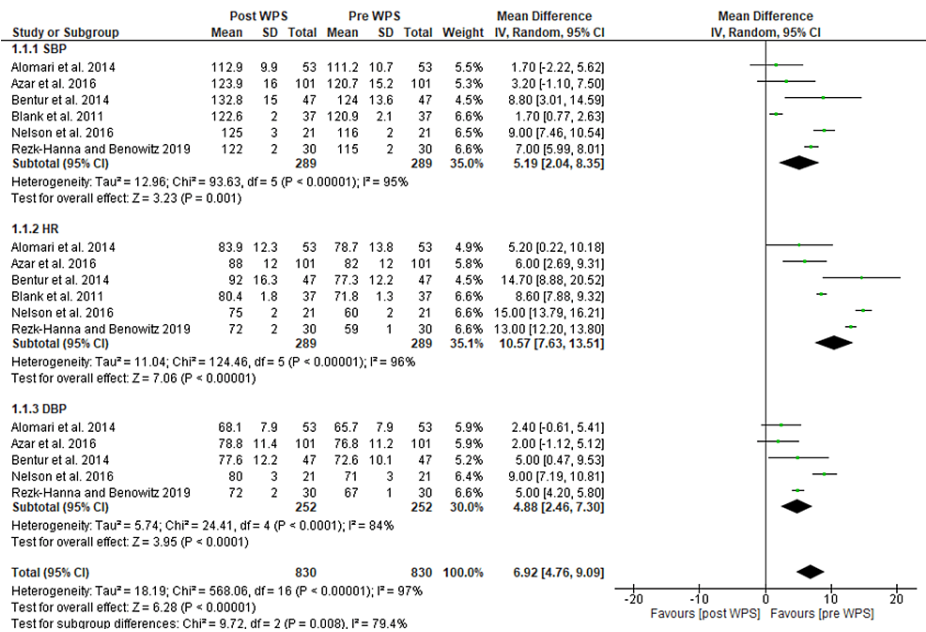 Post WPS Pre WPS Mean Difference Mean Difference
Study or Subgroup Mean SD Total Mean SD Total Weight IV, Random, 95% CI IV, Random, 95% CI
1.1.1 SBP
Alomari et al. 2014 112.9 9.9 53 111.2 10.7 53 5.5% 1.70 [-2.22, 5.62]
Azar et al. 2016 123.9 16 101 120.7 15.2 101 5.3% 3.20 [-1.10, 7.50]
Bentur et al. 2014 132.8 15 47 124 13.6 47 4.5% 8.80 [3.01, 14.59]
Blank et al. 2011 122.6 2 37 120.9 2.1 37 6.6% 1.70 [0.77, 2.63]
Nelson et al. 2016 125 3 21 116 2 21 6.5% 9.00 [7.46, 10.54]
Rezk-Hanna and Benowitz 2019 122 2 30 115 2 30 6.6% 7.00 [5.99, 8.01]
Subtotal (95% CI) 289 289 35.0% 5.19 [2.04, 8.35]
Heterogeneity: Tau² = 12.96; Chi² = 93.63, df = 5 (P < 0.00001); I² = 95%
Test for overall effect: Z = 3.23 (P = 0.001)
1.1.2 HR
Alomari et al. 2014 83.9 12.3 53 78.7 13.8 53 4.9% 5.20 [0.22, 10.18]
Azar et al. 2016 88 12 101 82 12 101 5.7% 6.00 [2.69, 9.31]
Bentur et al. 2014 92 16.3 47 77.3 12.2 47 4.5% 14.70 [8.88, 20.52]
Blank et al. 2011 80.4 1.8 37 71.8 1.3 37 6.6% 8.60 [7.88, 9.32]
Nelson et al. 2016 75 2 21 60 2 21 6.6% 15.00 [13.79, 16.21]
Rezk-Hanna and Benowitz 2019 72 2 30 59 1 30 6.6% 13.00 [12.20, 13.80]
Subtotal (95% CI) 289 289 35.1% 10.57 [7.63, 13.51]
Heterogeneity: Tau² = 11.04; Chi² = 124.46, df = 5 (P < 0.00001); I² = 96%
Test for overall effect: Z = 7.06 (P < 0.00001)
1.1.3 DBP
Alomari et al. 2014 68.1 7.9 53 65.7 7.9 53 5.9% 2.40 [-0.61, 5.41]
Azar et al. 2016 78.8 11.4 101 76.8 11.2 101 5.8% 2.00 [-1.12, 5.12]
Bentur et al. 2014 77.6 12.2 47 72.6 10.1 47 5.2% 5.00 [0.47, 9.53]
Nelson et al. 2016 80 3 21 71 3 21 6.4% 9.00 [7.19, 10.81]
Rezk-Hanna and Benowitz 2019 72 2 30 67 1 30 6.6% 5.00 [4.20, 5.80]
Subtotal (95% CI) 252 252 30.0% 4.88 [2.46, 7.30]
Heterogeneity: Tau² = 5.74; Chi² = 24.41, df = 4 (P < 0.0001); I² = 84%
Test for overall effect: Z = 3.95 (P < 0.0001)
Total (95% CI) 830 830 100.0% 6.92 [4.76, 9.09]
Heterogeneity: Tau² = 18.19; Chi² = 568.06, df = 16 (P < 0.00001); I² = 97%
Test for overall effect: Z = 6.28 (P < 0.00001)
Test for subgroup differences: Chi² = 9.72, df = 2 (P = 0.008), I² = 79.4%
-20 -10 0 10 20
Favours [post WPS] Favours [pre WPS]